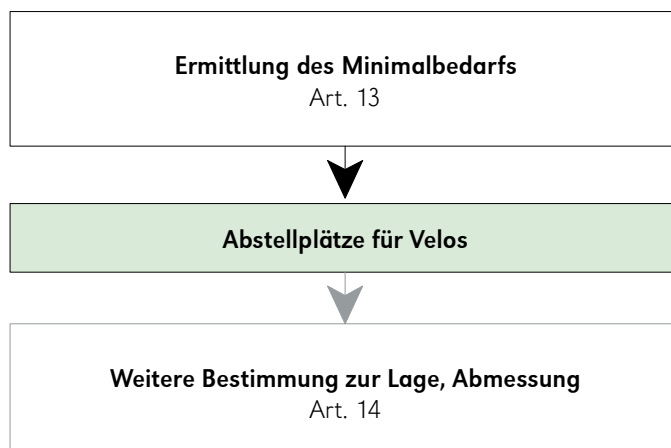 Ermittlung des Minimalbedarfs
Art. 13
Abstellplätze für Velos
Weitere Bestimmung zur Lage, Abmessung
Art. 14